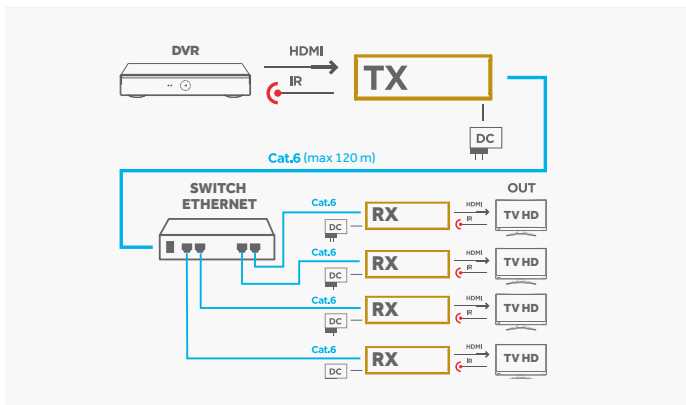 DVR
HDMI
IR
TX
DC
Cat.6 (max 120 m)
SWITCH
ETHERNET
OUT
Cat.6
RX
HDMI
IR
TV HD
DC
Cat.6
RX
HDMI
IR
TV HD
DC
Cat.6
RX
HDMI
IR
TV HD
DC
Cat.6
RX
HDMI
IR
TV HD
DC